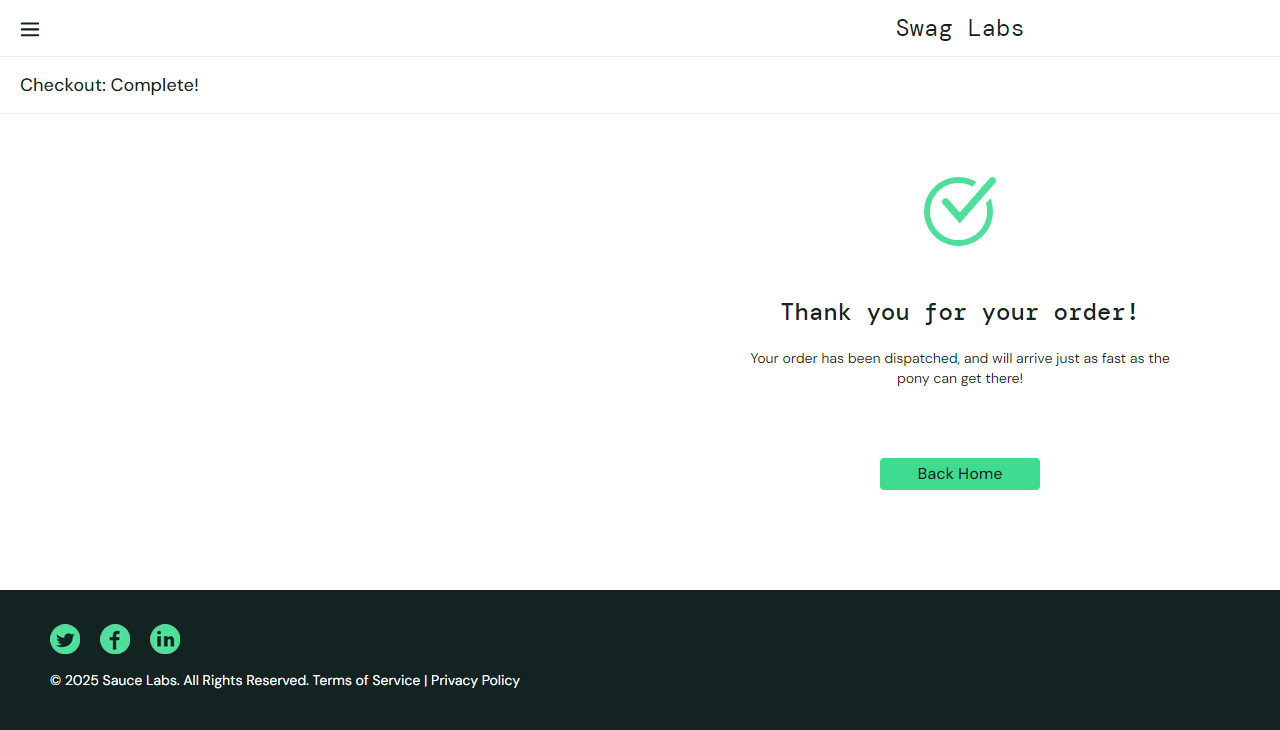 Swag Labs
Checkout: Complete!
Thank you for your order!
Your order has been dispatched, and will arrive just as fast as the
pony can get there!
Back Home
© 2025 Sauce Labs. All Rights Reserved. Terms of Service | Privacy Policy